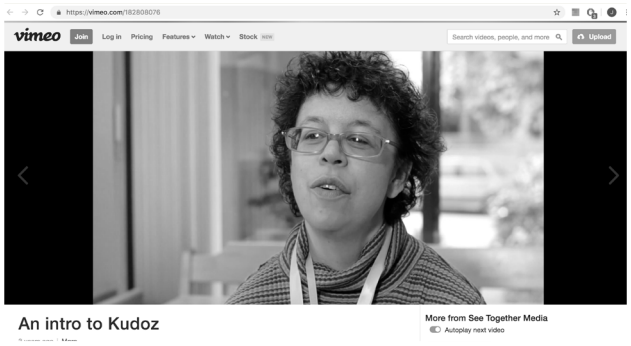 https://vimeo.com/182808076
vimeo Join Log in Pricing Features Watch Stock NEW Search videos, people, and more Upload
An intro to Kudoz
More from See Together Media
Autoplay next video